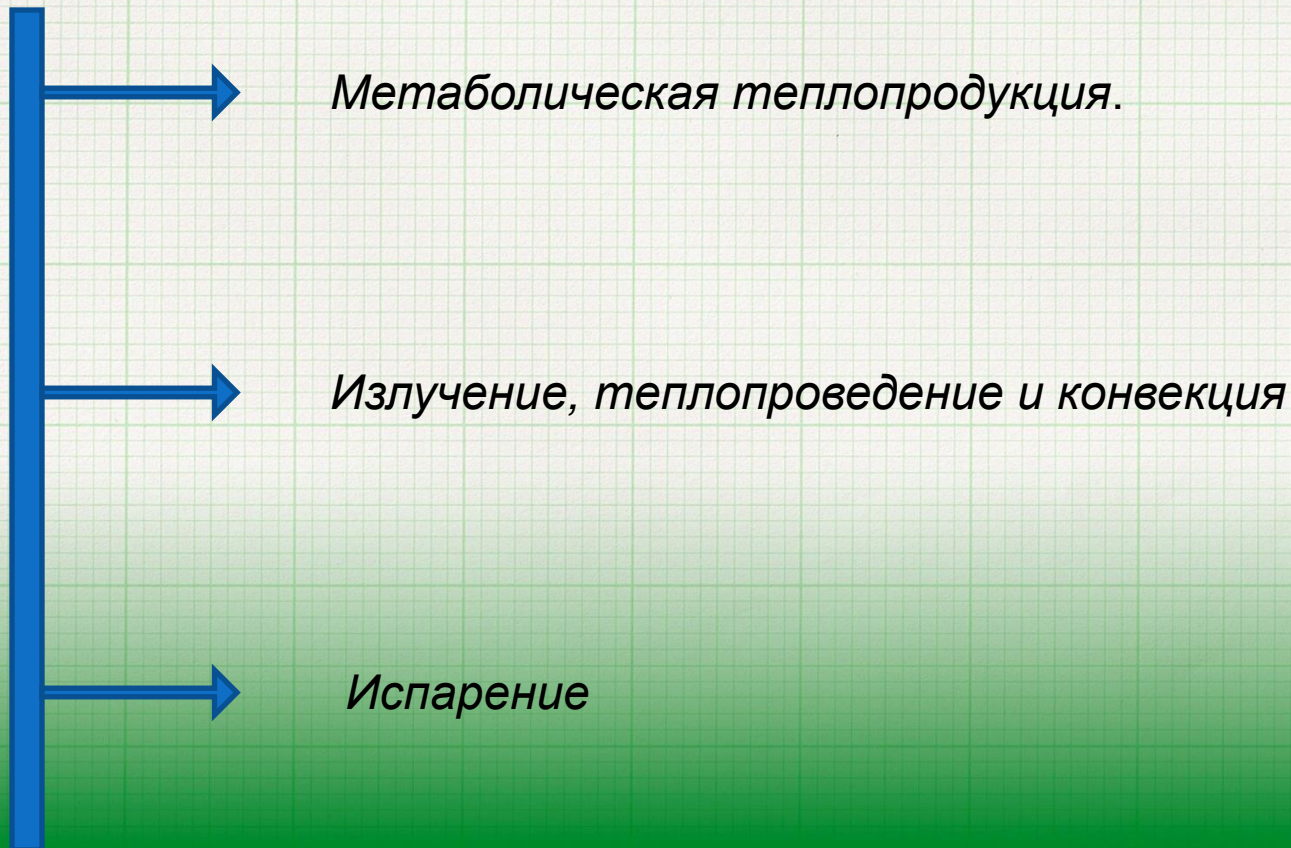 Метаболическая теплопродукция.
Излучение, теплопроведение и конвекция
Испарение